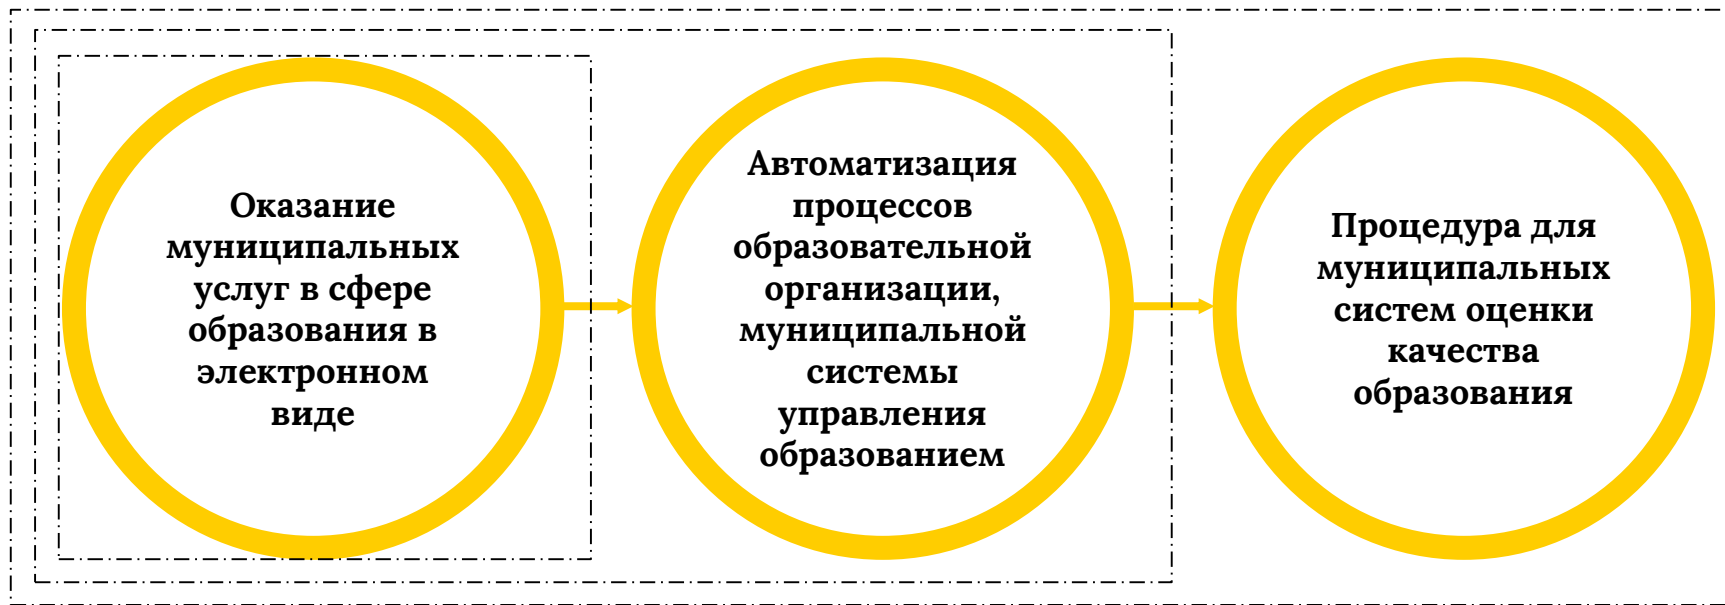 Оказание
муниципальных
услуг в сфере
образования в
электронном
виде
Автоматизация
процессов
образовательной
организации,
муниципальной
системы
управления
образованием
Процедура для
муниципальных
систем оценки
качества
образования